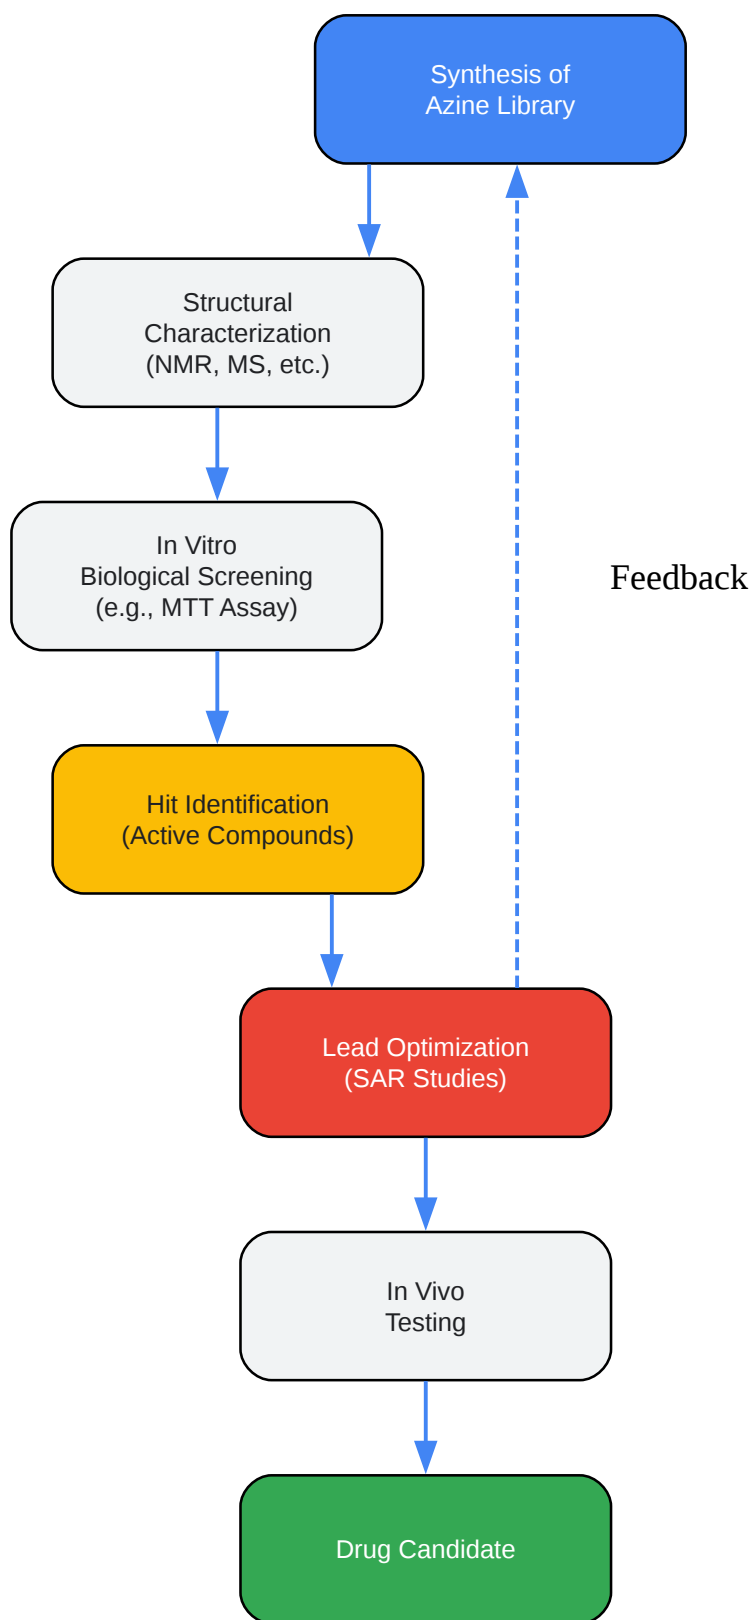 Synthesis of
Azine Library
Structural
Characterization
(NMR, MS, etc.)
In Vitro
Biological Screening
(e.g., MTT Assay)
Feedback
Hit Identification
(Active Compounds)
Lead Optimization
(SAR Studies)
In Vivo
Testing
Drug Candidate